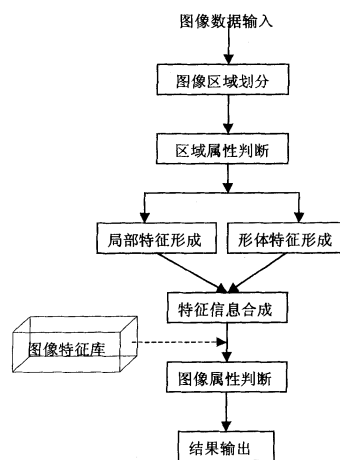 图像数据输入
图像区域划分
区域属性判断
局部特征形成
形体特征形成
特征信息合成
图像特征库
图像属性判断
结果输出